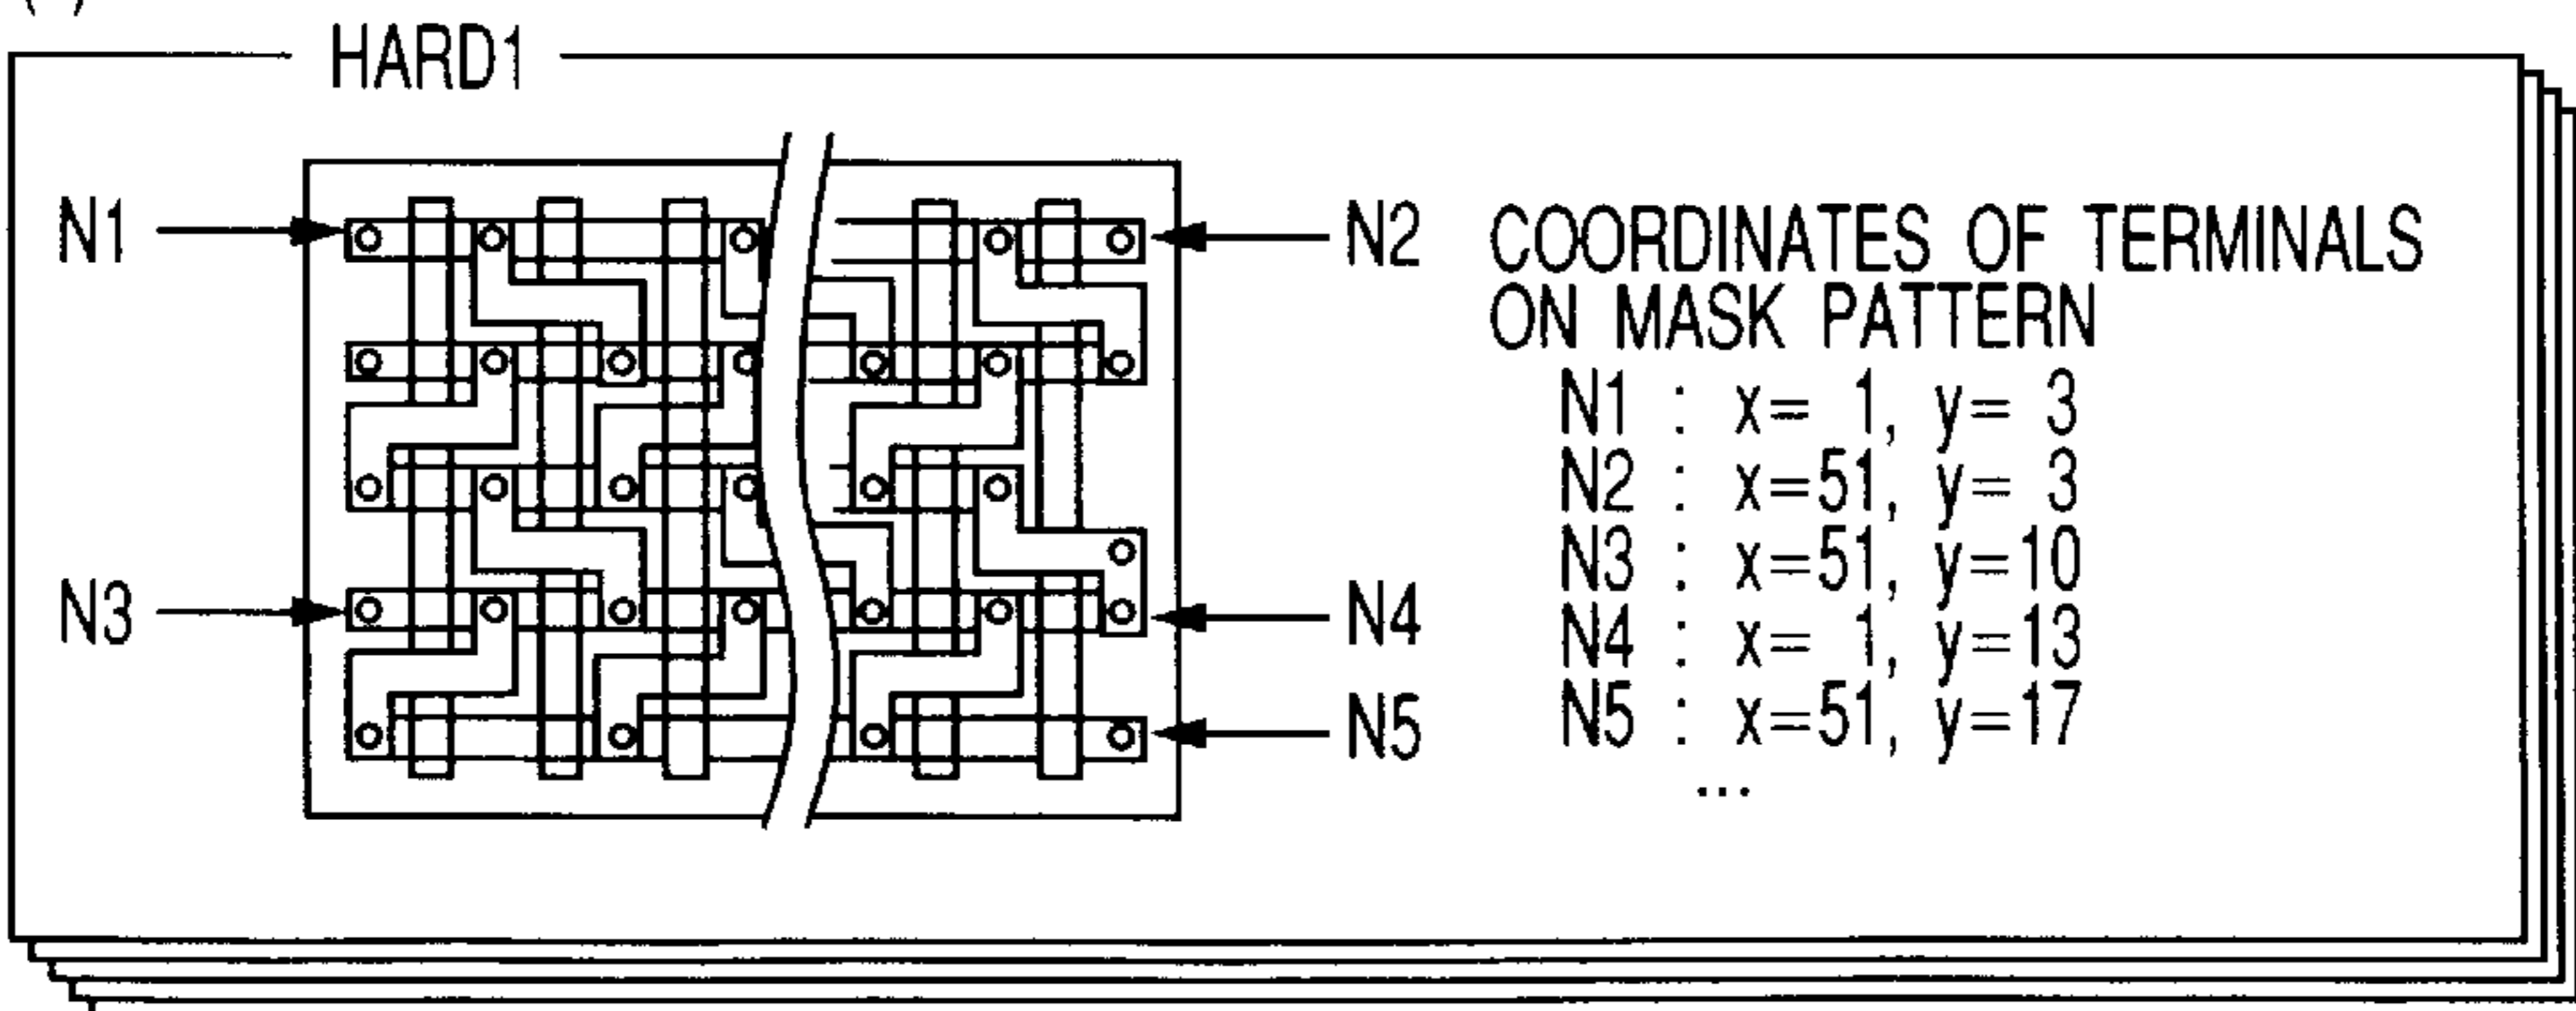 HARD1
N1
N2
N3
N4
N5
COORDINATES OF TERMINALS
ON MASK PATTERN
N1 : x= 1, y= 3
N2 : x=51, y= 3
N3 : x=51, y=10
N4 : x= 1, y=13
N5 : x=51, y=17
...